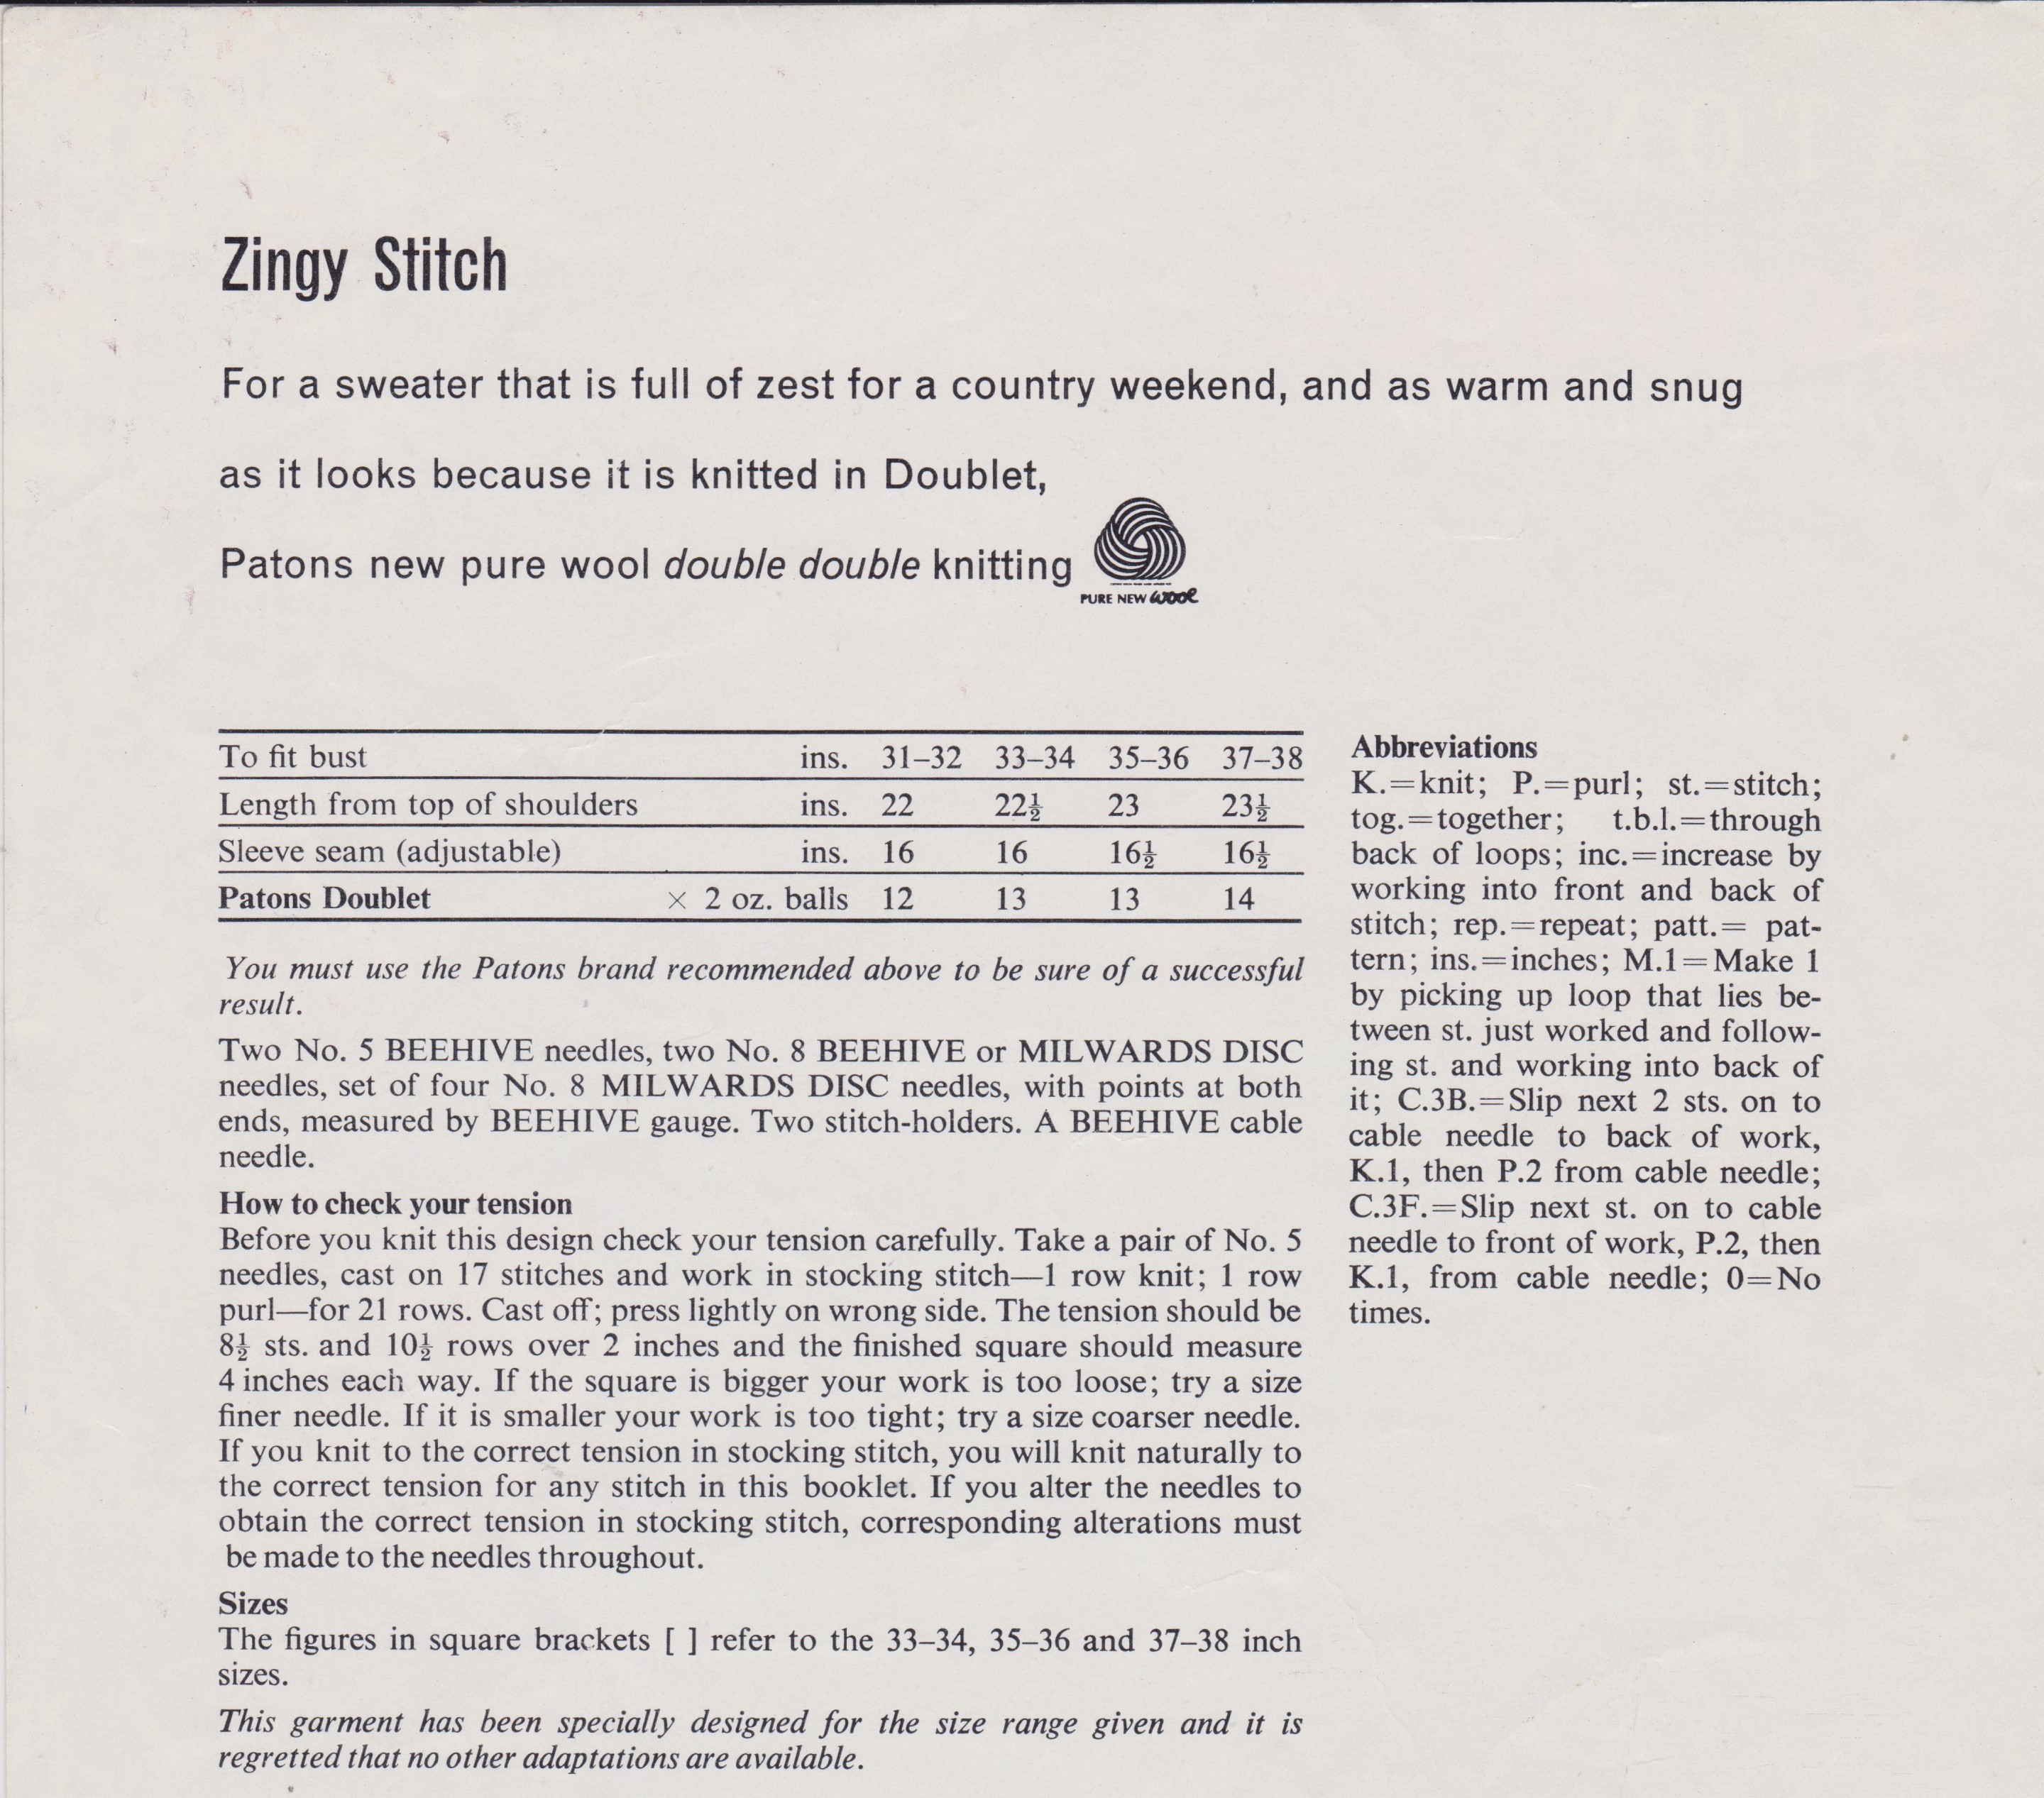 Zingy Stitch
For a sweater that is full of zest for a country weekend, and as warm and snug
as it looks because it is knitted in Doublet,
Patons new pure wool double double knitting
PURE NEW wool
To fit bust ins. 31–32 33–34 35–36 37–38
Length from top of shoulders ins. 22 22½ 23 23½
Sleeve seam (adjustable) ins. 16 16 16½ 16½
Patons Doublet × 2 oz. balls 12 13 13 14
You must use the Patons brand recommended above to be sure of a successful
result.
Two No. 5 BEEHIVE needles, two No. 8 BEEHIVE or MILWARDS DISC
needles, set of four No. 8 MILWARDS DISC needles, with points at both
ends, measured by BEEHIVE gauge. Two stitch-holders. A BEEHIVE cable
needle.
How to check your tension
Before you knit this design check your tension carefully. Take a pair of No. 5
needles, cast on 17 stitches and work in stocking stitch—1 row knit; 1 row
purl—for 21 rows. Cast off; press lightly on wrong side. The tension should be
8½ sts. and 10½ rows over 2 inches and the finished square should measure
4 inches each way. If the square is bigger your work is too loose; try a size
finer needle. If it is smaller your work is too tight; try a size coarser needle.
If you knit to the correct tension in stocking stitch, you will knit naturally to
the correct tension for any stitch in this booklet. If you alter the needles to
obtain the correct tension in stocking stitch, corresponding alterations must
be made to the needles throughout.
Sizes
The figures in square brackets [ ] refer to the 33–34, 35–36 and 37–38 inch
sizes.
This garment has been specially designed for the size range given and it is
regretted that no other adaptations are available.
Abbreviations
K.=knit; P.=purl; st.=stitch;
tog.=together; t.b.l.=through
back of loops; inc.=increase by
working into front and back of
stitch; rep.=repeat; patt.= pat-
tern; ins.=inches; M.1=Make 1
by picking up loop that lies be-
tween st. just worked and follow-
ing st. and working into back of
it; C.3B.=Slip next 2 sts. on to
cable needle to back of work,
K.1, then P.2 from cable needle;
C.3F.=Slip next st. on to cable
needle to front of work, P.2, then
K.1, from cable needle; 0=No
times.